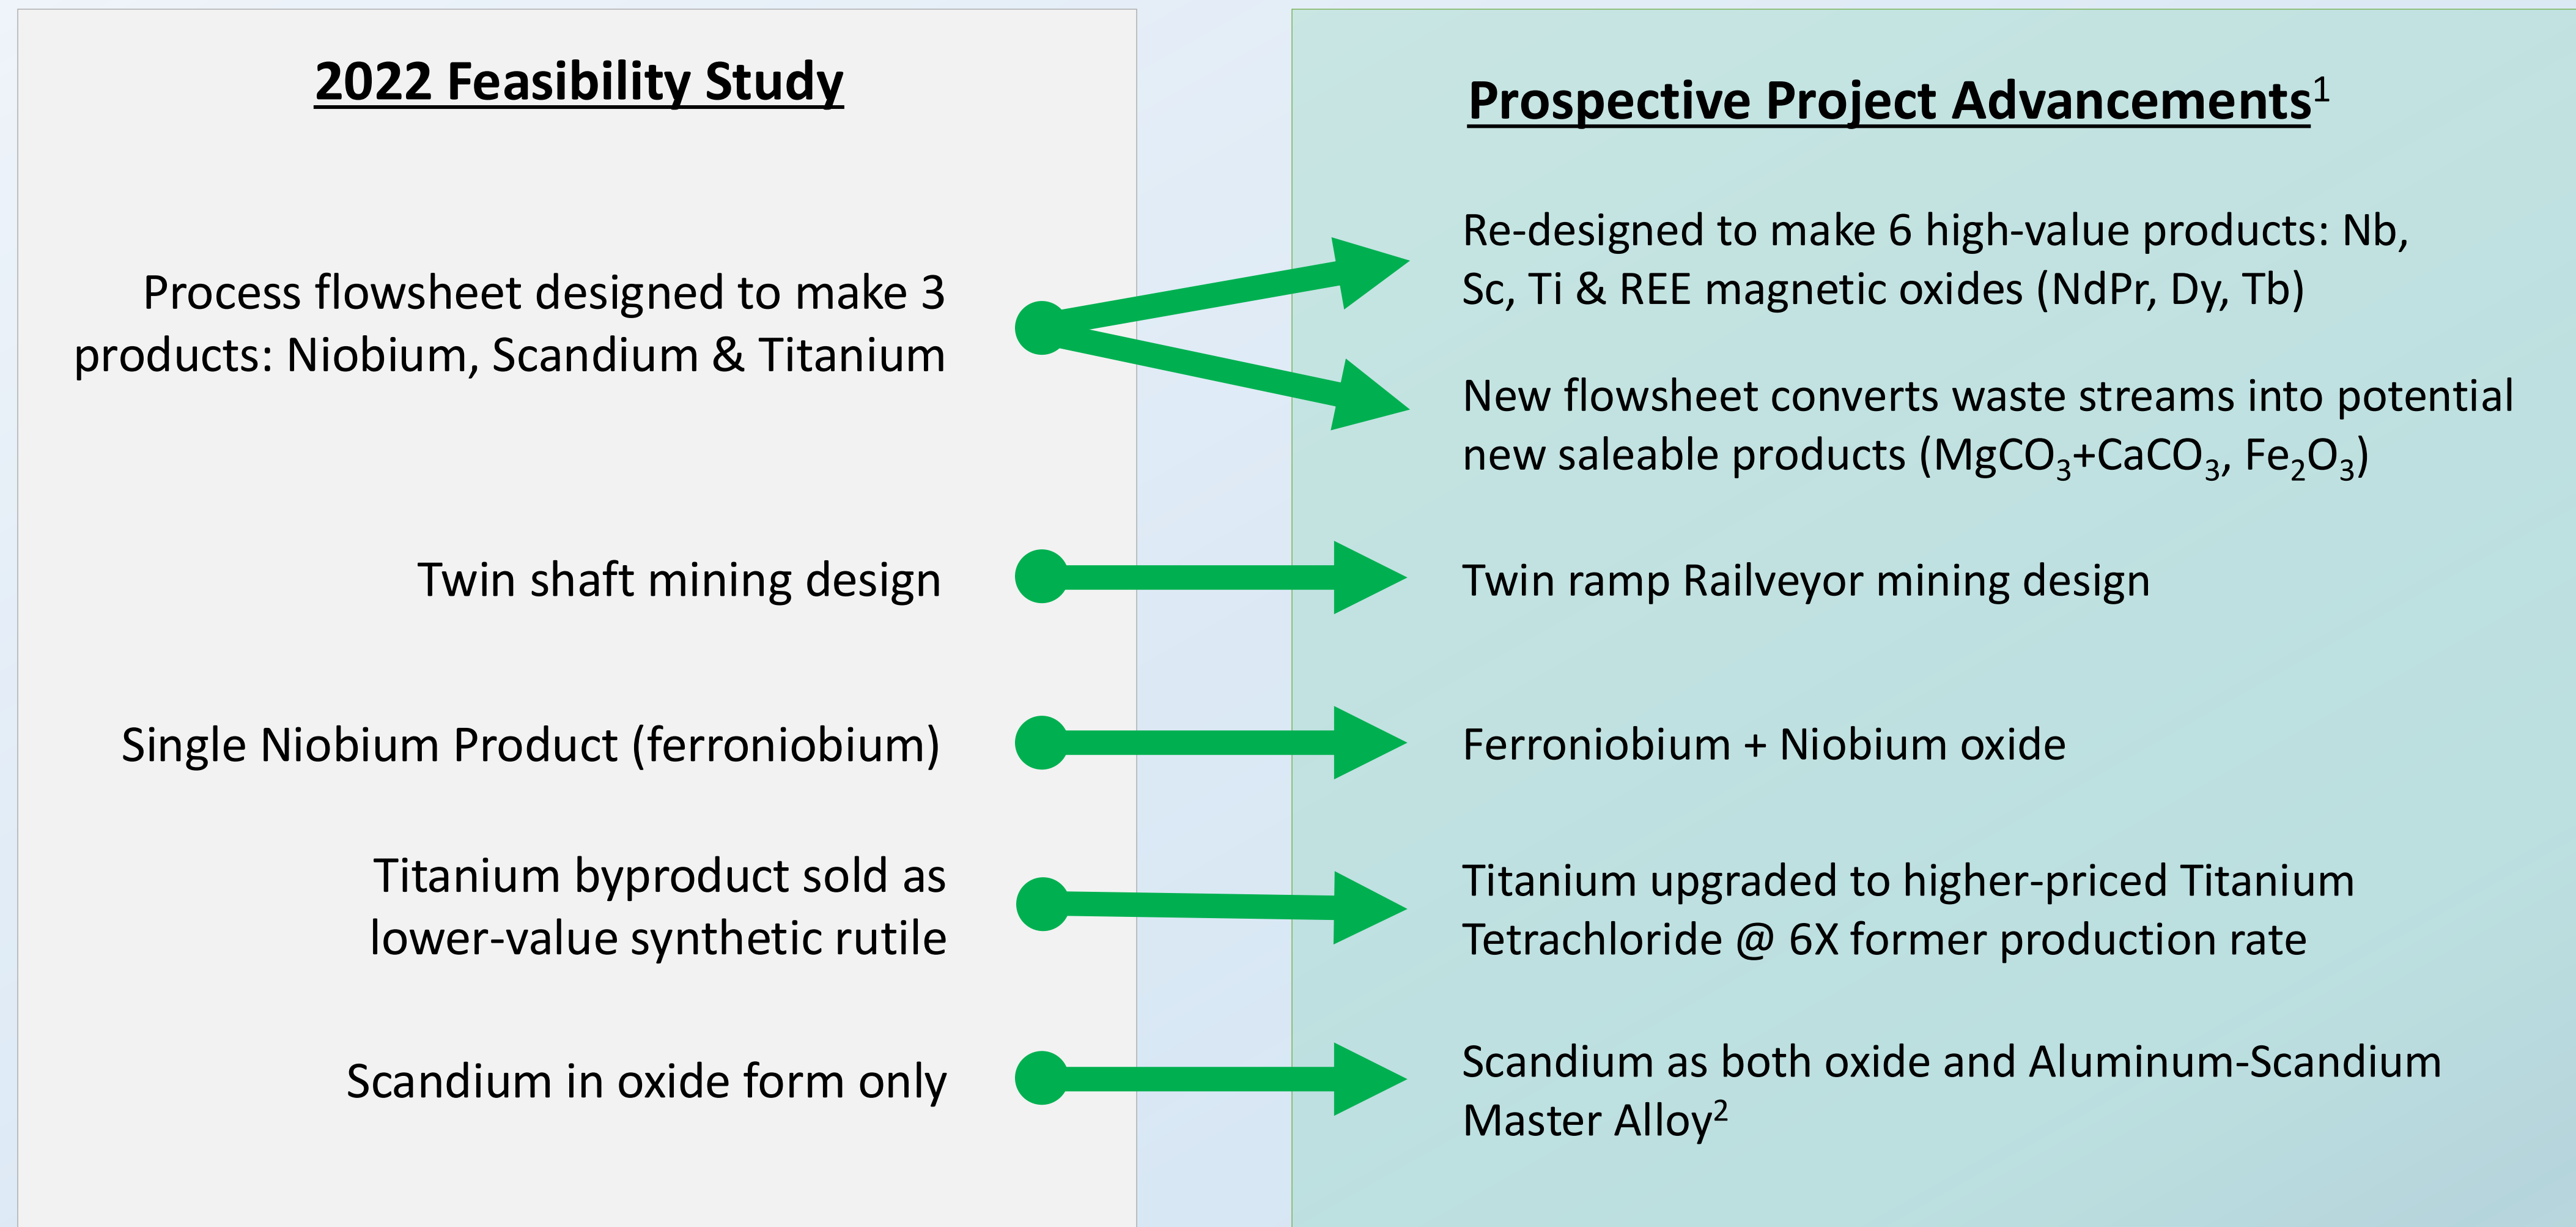 2022 Feasibility Study
Process flowsheet designed to make 3
products: Niobium, Scandium & Titanium
Twin shaft mining design
Single Niobium Product (ferroniobium)
Titanium byproduct sold as
lower-value synthetic rutile
Scandium in oxide form only
Prospective Project Advancements¹
Re-designed to make 6 high-value products: Nb,
Sc, Ti & REE magnetic oxides (NdPr, Dy, Tb)
New flowsheet converts waste streams into potential
new saleable products (MgCO₃+CaCO₃, Fe₂O₃)
Twin ramp Railveyor mining design
Ferroniobium + Niobium oxide
Titanium upgraded to higher-priced Titanium
Tetrachloride @ 6X former production rate
Scandium as both oxide and Aluminum-Scandium
Master Alloy²